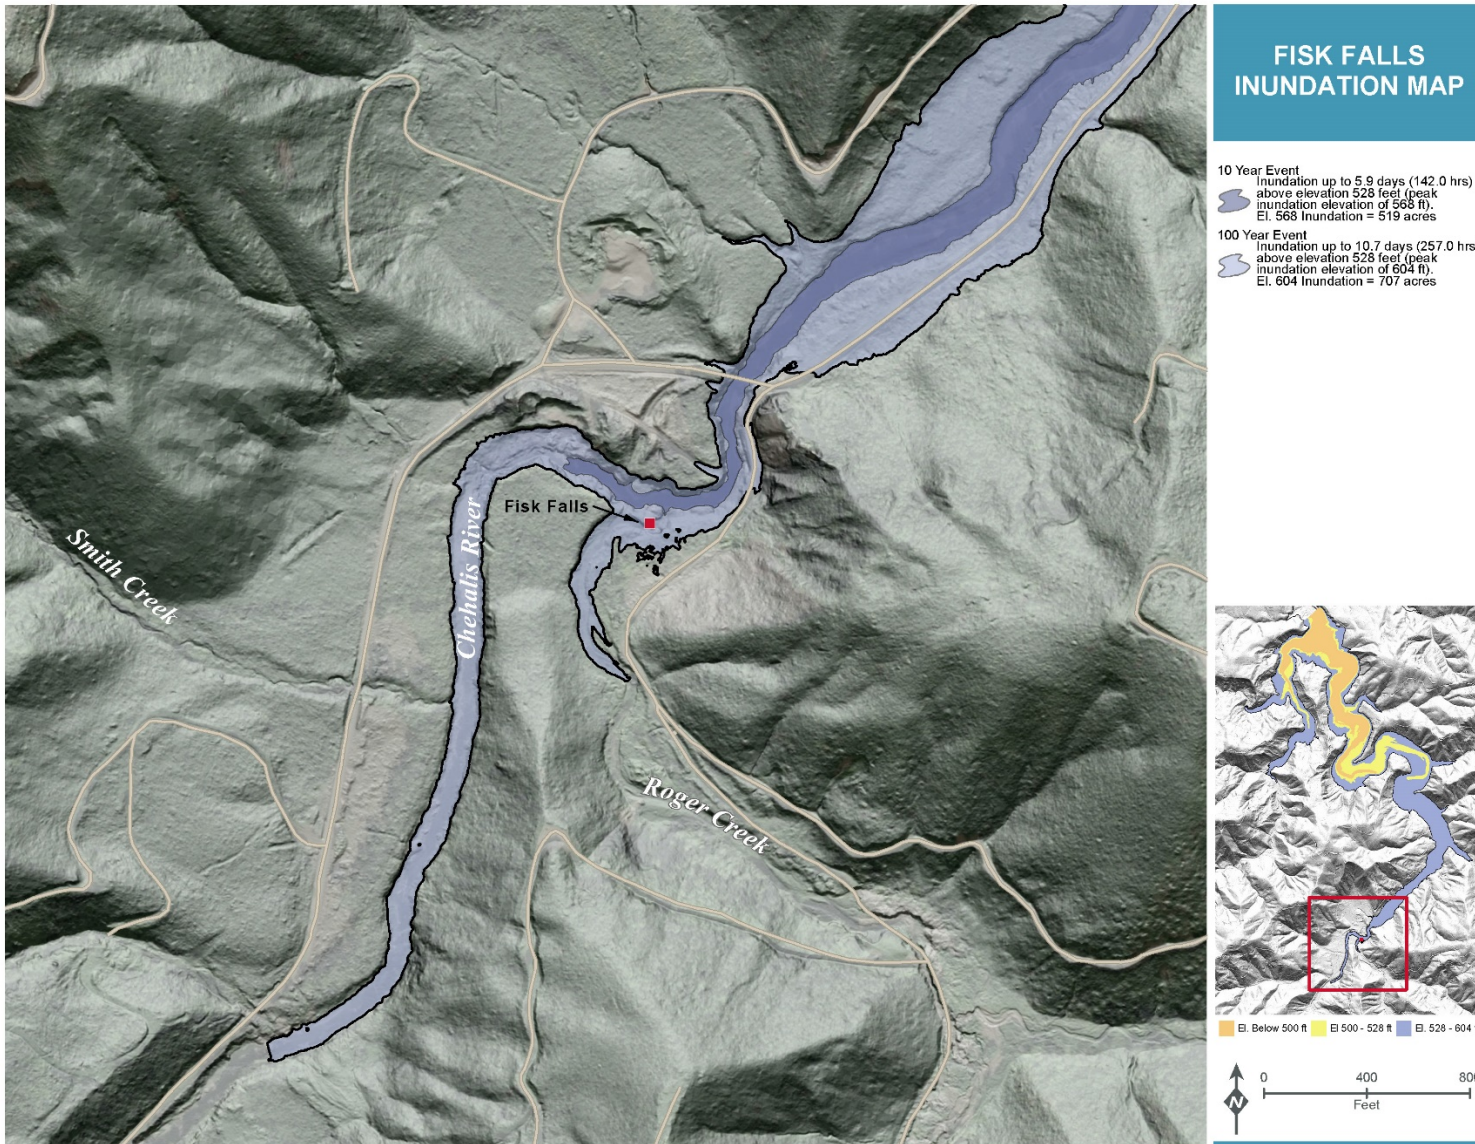 FISK FALLS
INUNDATION MAP
10 Year Event
Inundation up to 5.9 days (142.0 hrs)
above elevation 528 feet (peak
inundation elevation of 568 ft).
El. 568 Inundation = 519 acres
100 Year Event
Inundation up to 10.7 days (257.0 hrs
above elevation 528 feet (peak
inundation elevation of 604 ft).
El. 604 Inundation = 707 acres
Fisk Falls
Chehalis River
Smith Creek
Roger Creek
El. Below 500 ft El 500 - 528 ft El. 528 - 604
N
0 400 80
Feet